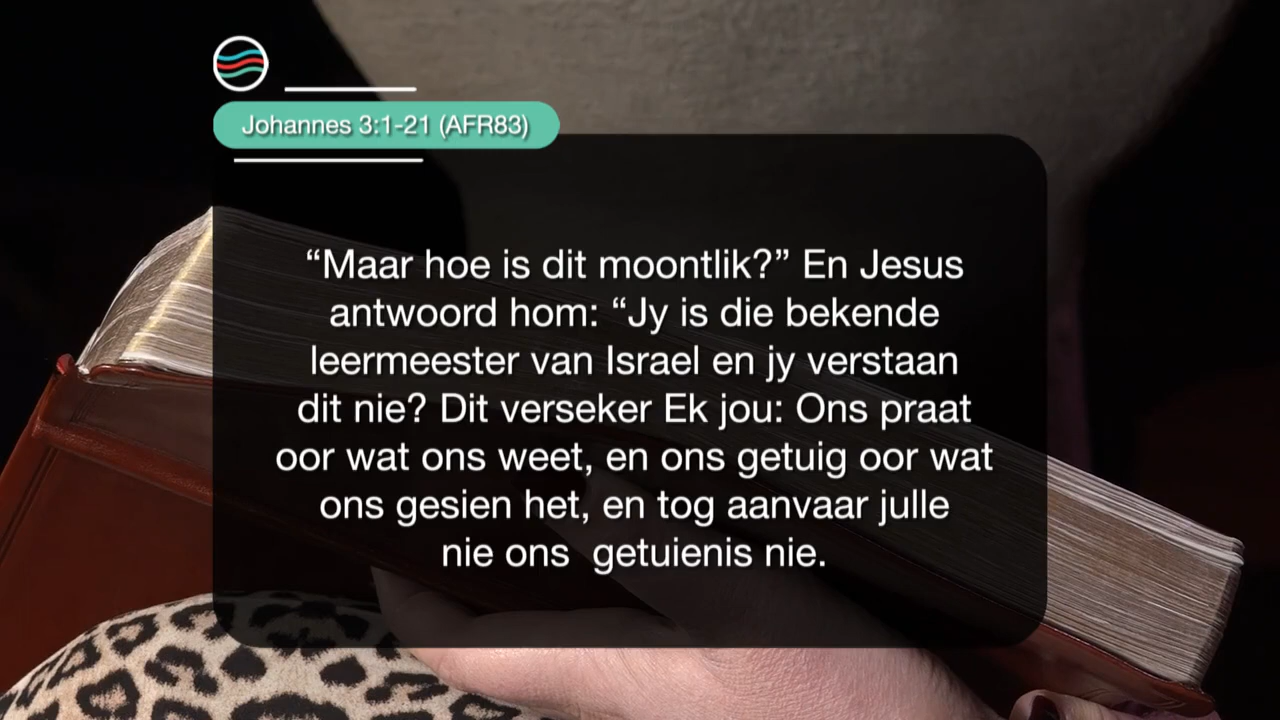 Johannes 3:1-21 (AFR83)
“Maar hoe is dit moontlik?” En Jesus
antwoord hom: “Jy is die bekende
leermeester van Israel en jy verstaan
dit nie? Dit verseker Ek jou: Ons praat
oor wat ons weet, en ons getuig oor wat
ons gesien het, en tog aanvaar julle
nie ons  getuienis nie.